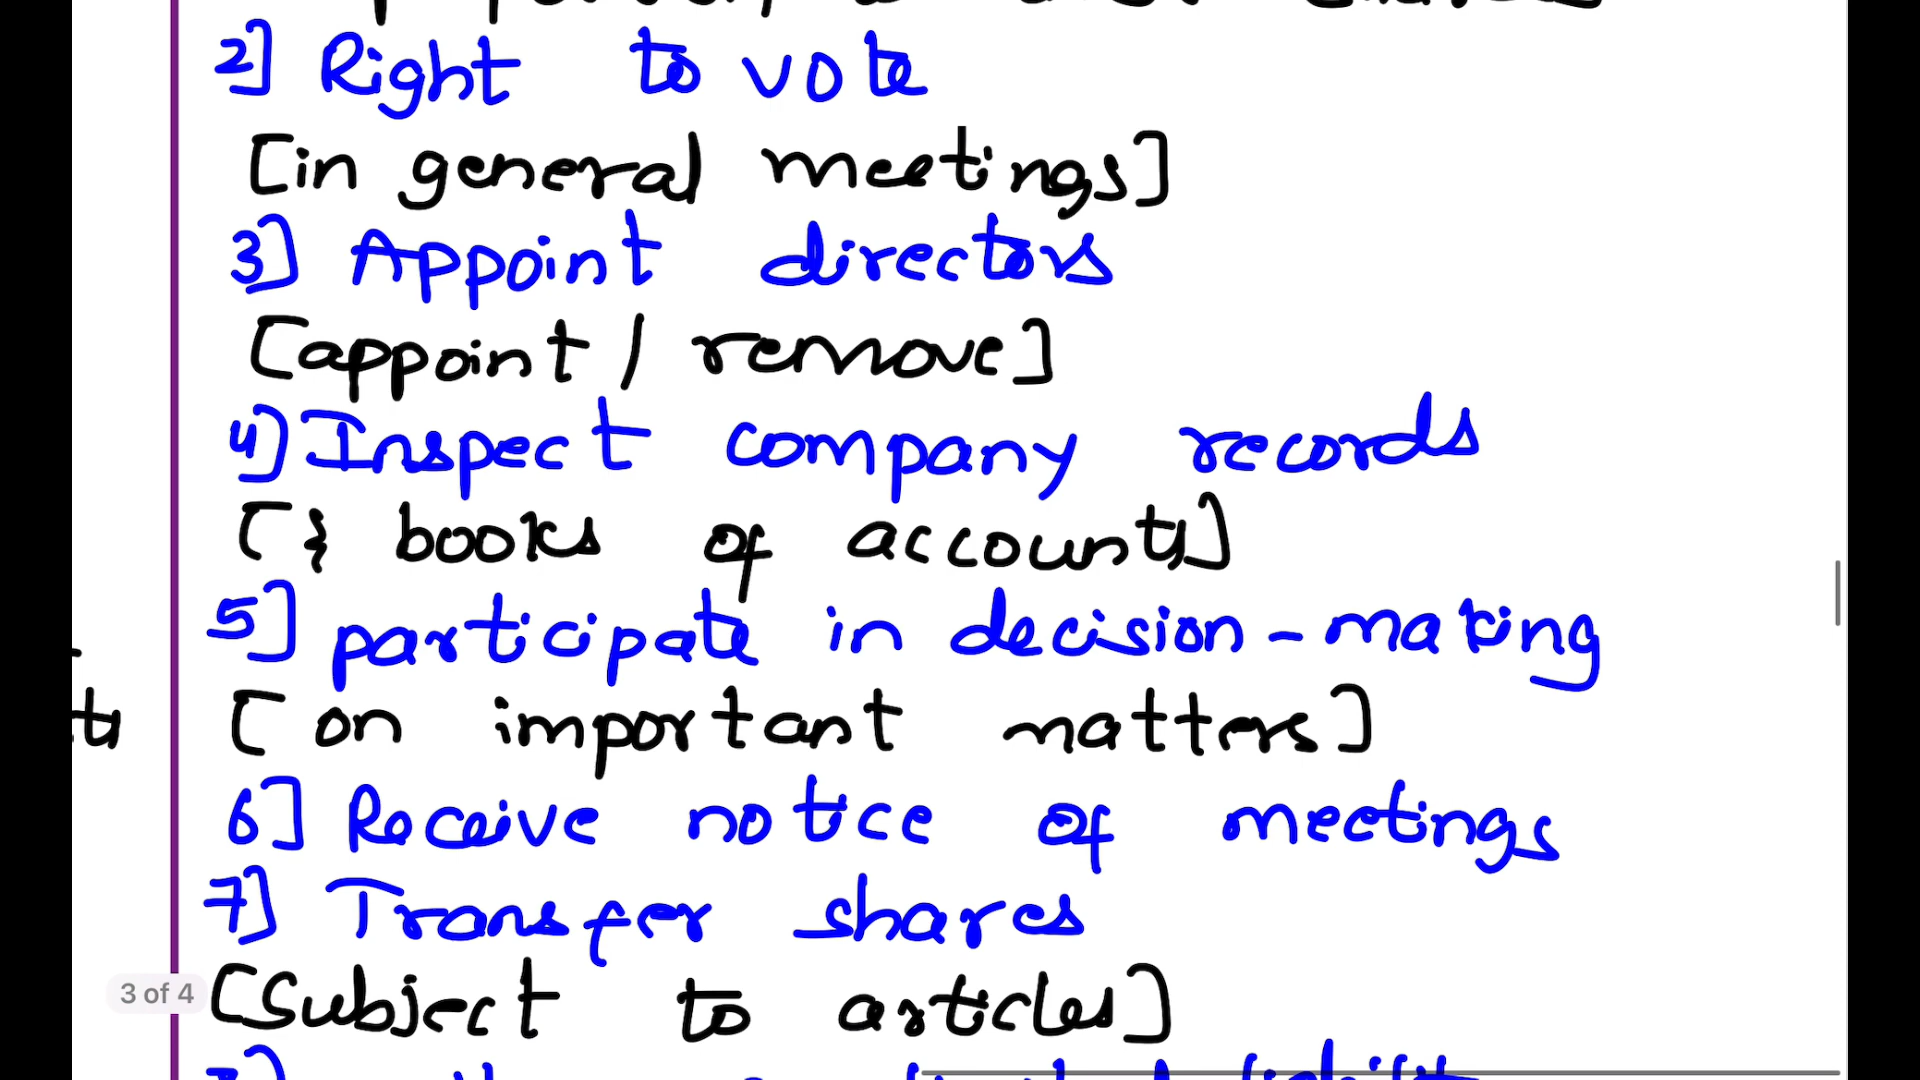 2] Right to vote
[in general meetings]
3] Appoint directors
[appoint / remove]
4] Inspect company records
[} books of accounts]
5] participate in decision-making
[on important matters]
6] Receive notice of meetings
7] Transfer shares
[Subject to articles]
3 of 4